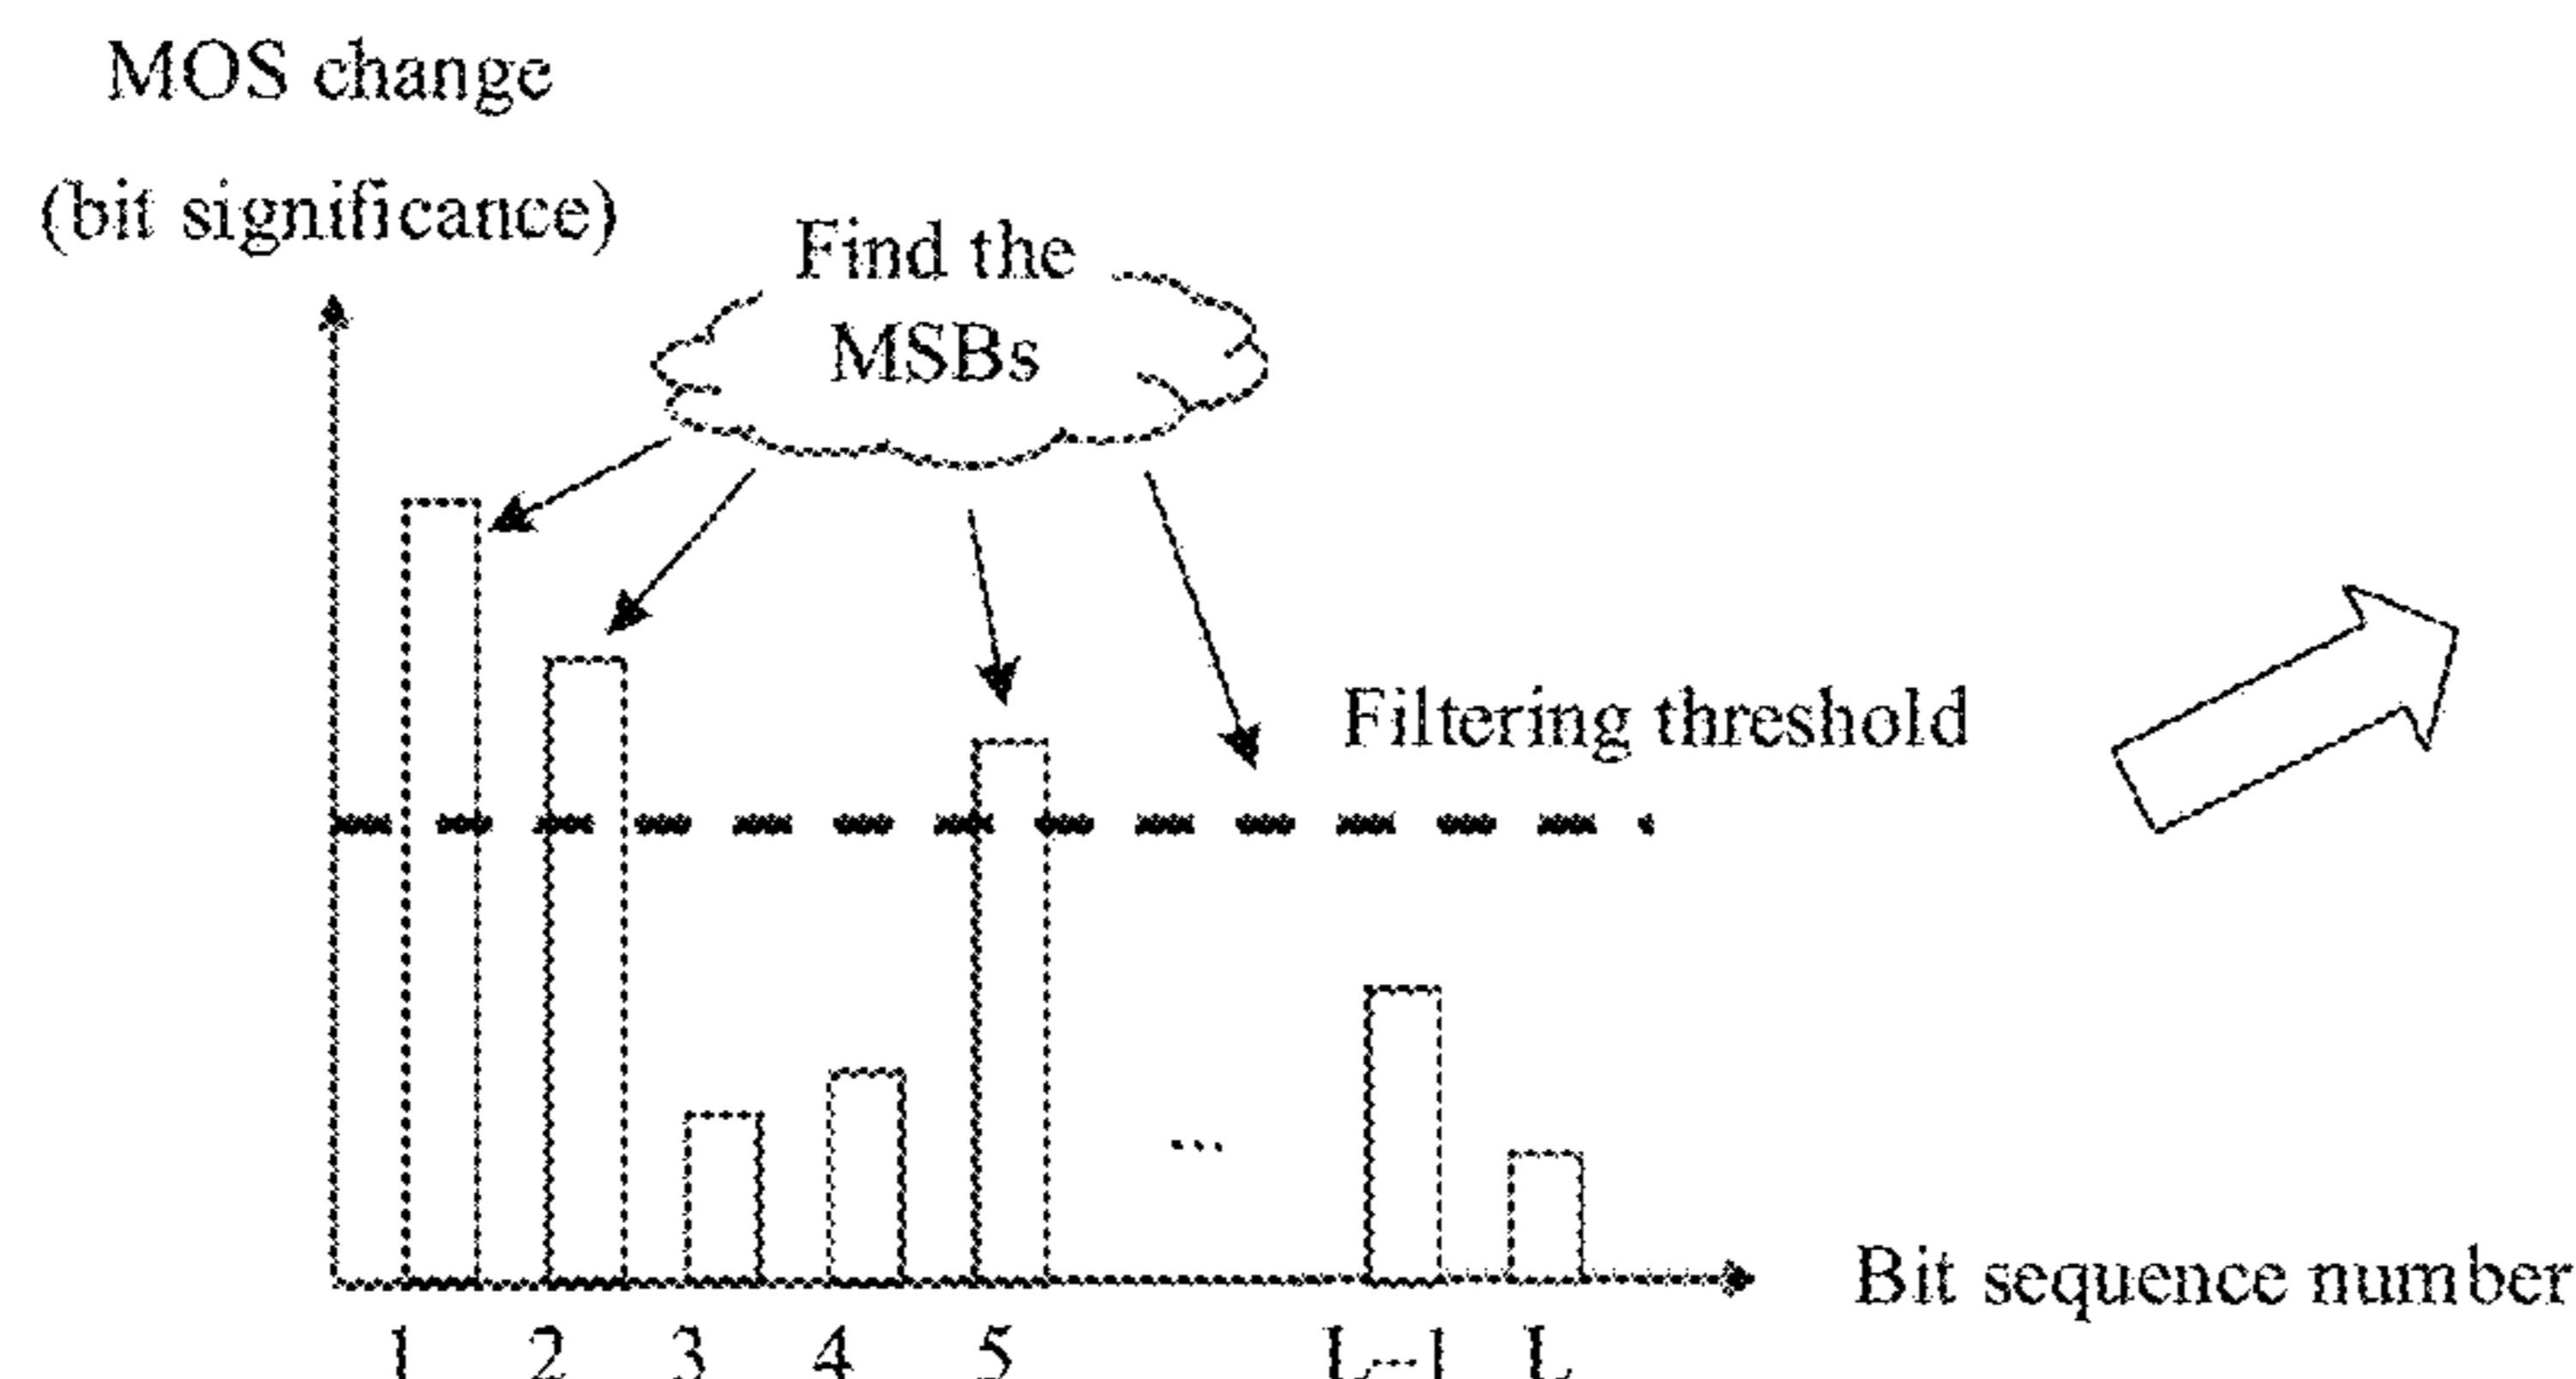 MOS change
(bit significance)
Find the
MSBs
Filtering threshold
...
Bit sequence number
1 2 3 4 5 L-1 L